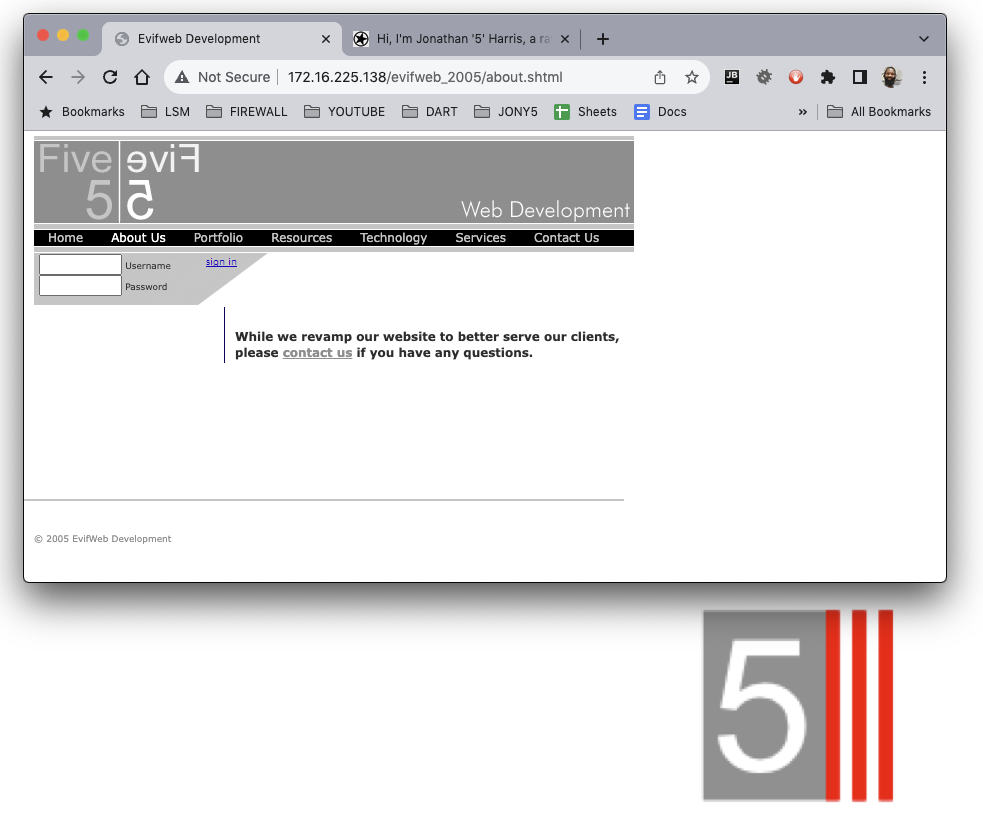 Evifweb Development
Hi, I'm Jonathan '5' Harris, a ra
Not Secure | 172.16.225.138/evifweb_2005/about.shtml
JB
Bookmarks LSM FIREWALL YOUTUBE DART JONY5 Sheets Docs » All Bookmarks
Five Five
5 5
Web Development
Home About Us Portfolio Resources Technology Services Contact Us
Username sign in
Password
While we revamp our website to better serve our clients,
please contact us if you have any questions.
© 2005 EvifWeb Development
5